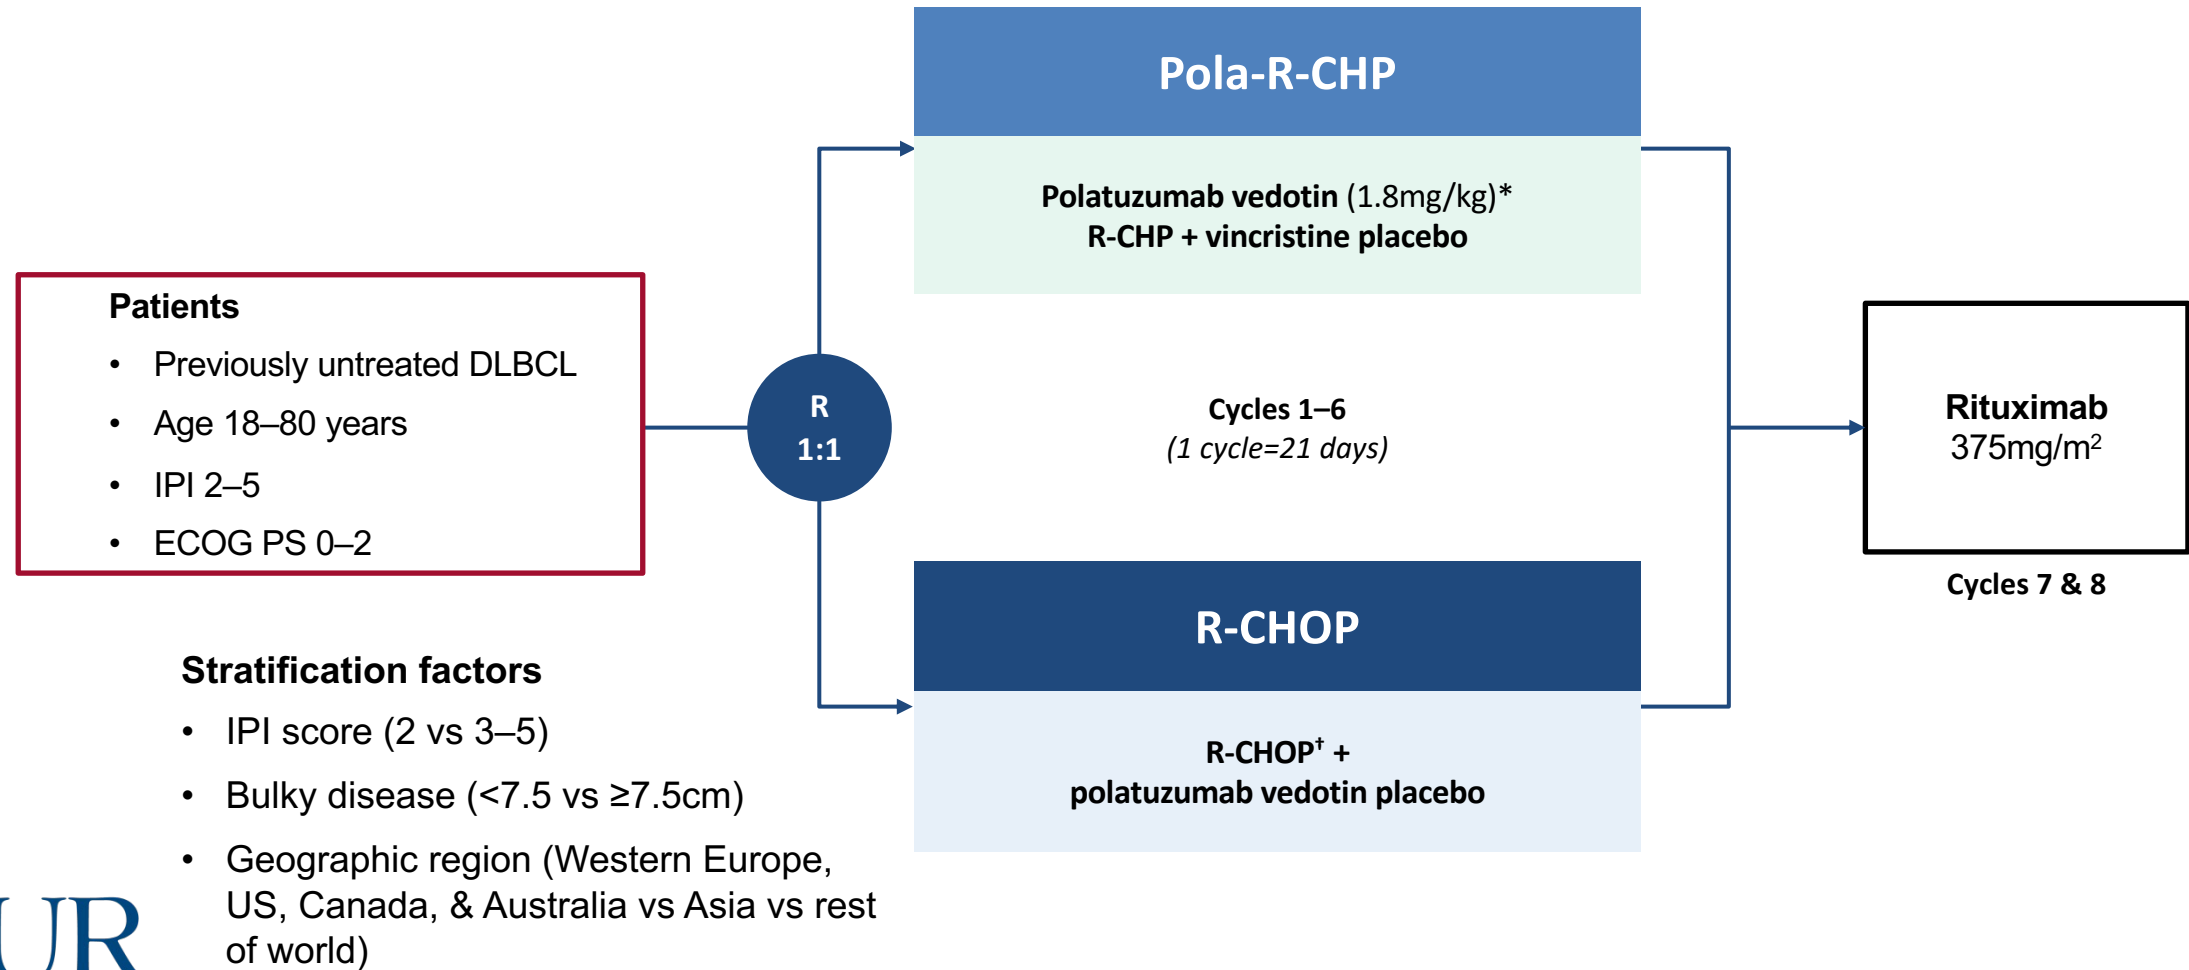 Pola-R-CHP
Polatuzumab vedotin (1.8mg/kg)*
R-CHP + vincristine placebo
Patients
• Previously untreated DLBCL
• Age 18–80 years
• IPI 2–5
• ECOG PS 0–2
R
1:1
Cycles 1–6
(1 cycle=21 days)
Rituximab
375mg/m²
Cycles 7 & 8
R-CHOP
R-CHOP† +
polatuzumab vedotin placebo
Stratification factors
• IPI score (2 vs 3–5)
• Bulky disease (<7.5 vs ≥7.5cm)
• Geographic region (Western Europe,
US, Canada, & Australia vs Asia vs rest
of world)
UR